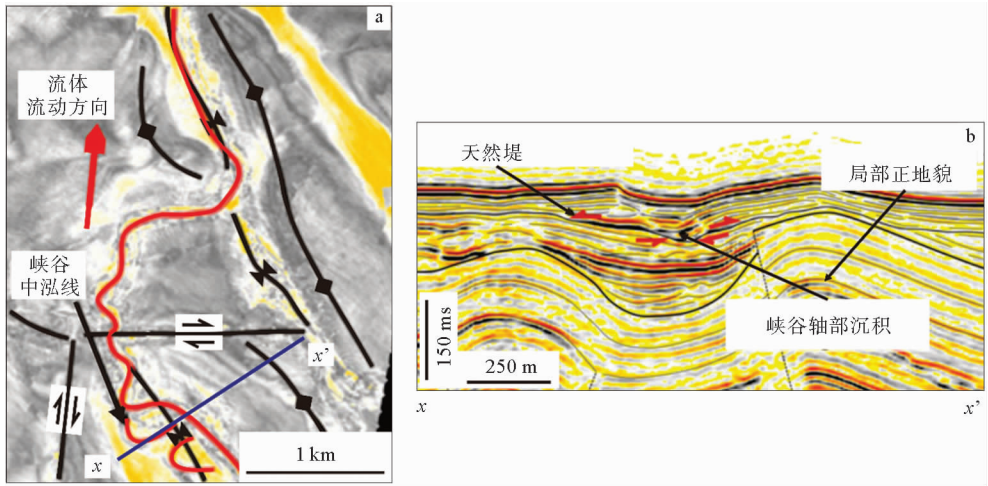 a
流体
流动方向
峡谷
中泓线
x’
x
1 km
b
天然堤
局部正地貌
峡谷轴部沉积
150 ms
250 m
x
x’